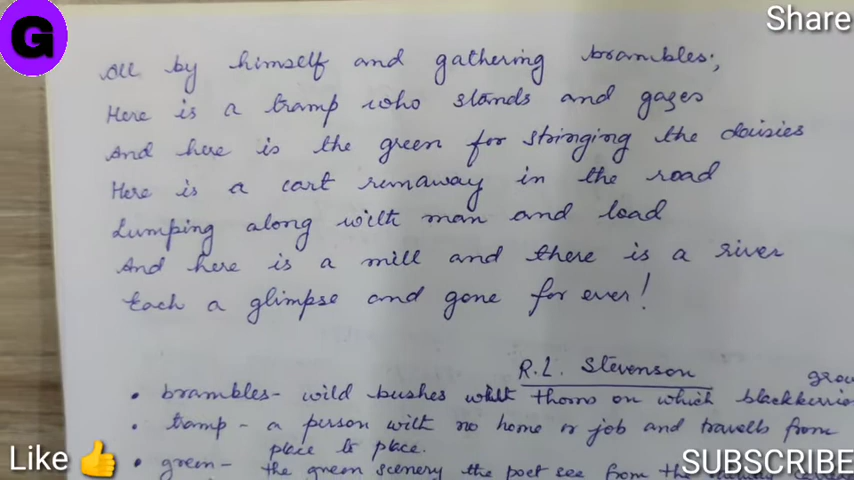 G
Share
All by himself and gathering brambles;,
Here is a tramp who stands and gazes
And here is the green for stringing the daisies
Here is a cart runaway in the road
Lumping along with man and load
And here is a mill and there is a river
Each a glimpse and gone for ever!
R.L. Stevenson
grou
• brambles- wild bushes with thorns on which blackberries
• tramp - a person with no home or job and travells from
place to place.
• green- the green scenery the poet see from the
Like 👍
SUBSCRIBE